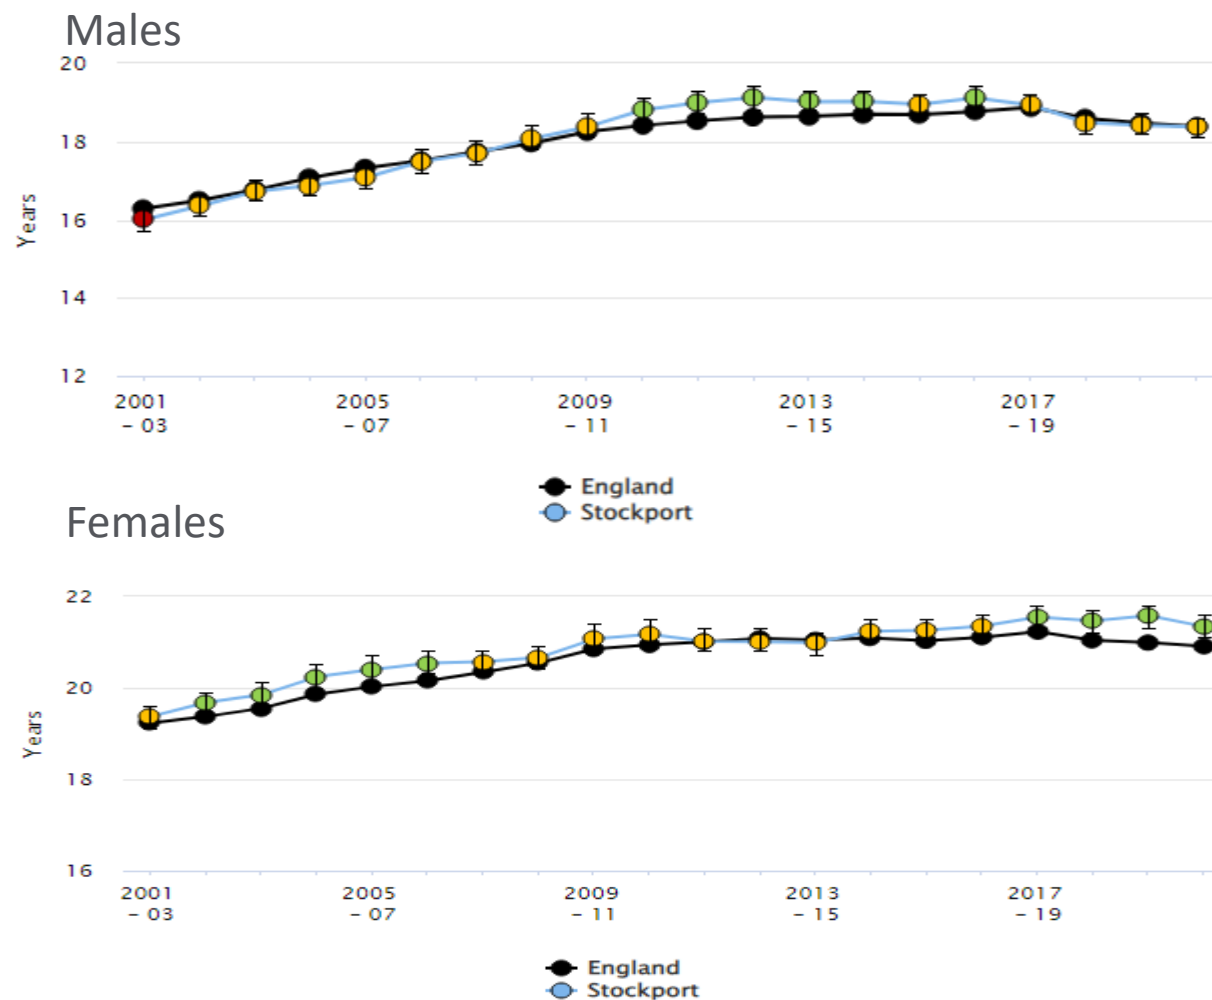 Males
20
18
16
14
12
Years
2001 2005 2009 2013 2017
- 03 - 07 - 11 - 15 - 19
England
Stockport
Females
22
20
18
16
Years
2001 2005 2009 2013 2017
- 03 - 07 - 11 - 15 - 19
England
Stockport